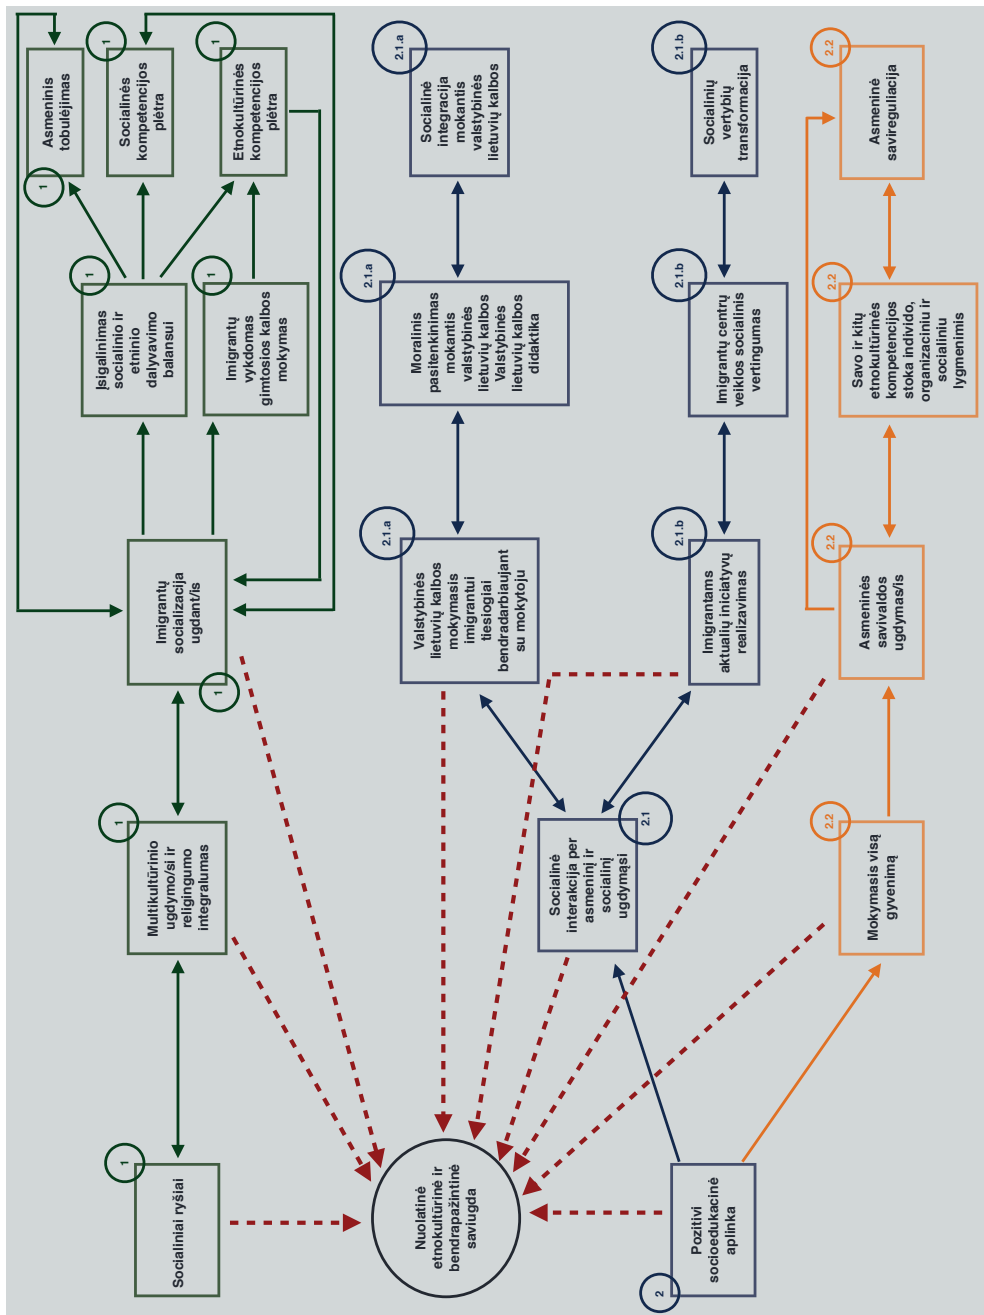 1
Socialiniai ryšiai
1
Multikultūrinio
ugdymo/si ir
religingumo
integralumas
1
Imigrantų
socializacija
ugdant/is
1
Įsigalinimas
socialinio ir
etninio
dalyvavimo
balansui
1
Imigrantų
vykdomas
gimtosios kalbos
mokymas
1
Asmeninis
tobulėjimas
1
Socialinės
kompetencijos
plėtra
1
Etnokultūrinės
kompetencijos
plėtra
Nuolatinė
etnokultūrinė ir
bendrapažintinė
saviugda
2.1.a
Valstybinės
lietuvių kalbos
mokymasis
imigrantui
tiesiogiai
bendradarbiaujant
su mokytoju
2.1.a
Moralinis
pasitenkinimas
mokantis
valstybinės
lietuvių kalbos
Valstybinės
lietuvių kalbos
didaktika
2.1.a
Socialinė
integracija
mokantis
valstybinės
lietuvių kalbos
Socialinė
interakcija per
asmeninį ir
socialinį
ugdymąsi
2.1
2.1.b
Imigrantams
aktualių iniciatyvų
realizavimas
2.1.b
Imigrantų centrų
veiklos socialinis
vertingumas
2.1.b
Socialinių
vertybių
transformacija
2
Pozityvi
socioedukacinė
aplinka
2.2
Mokymasis visą
gyvenimą
2.2
Asmeninės
savivaldos
ugdymas/is
2.2
Savo ir kitų
etnokultūrinės
kompetencijos
stoka individo,
organizaciniu ir
socialiniu
lygmenimis
2.2
Asmeninė
savireguliacija